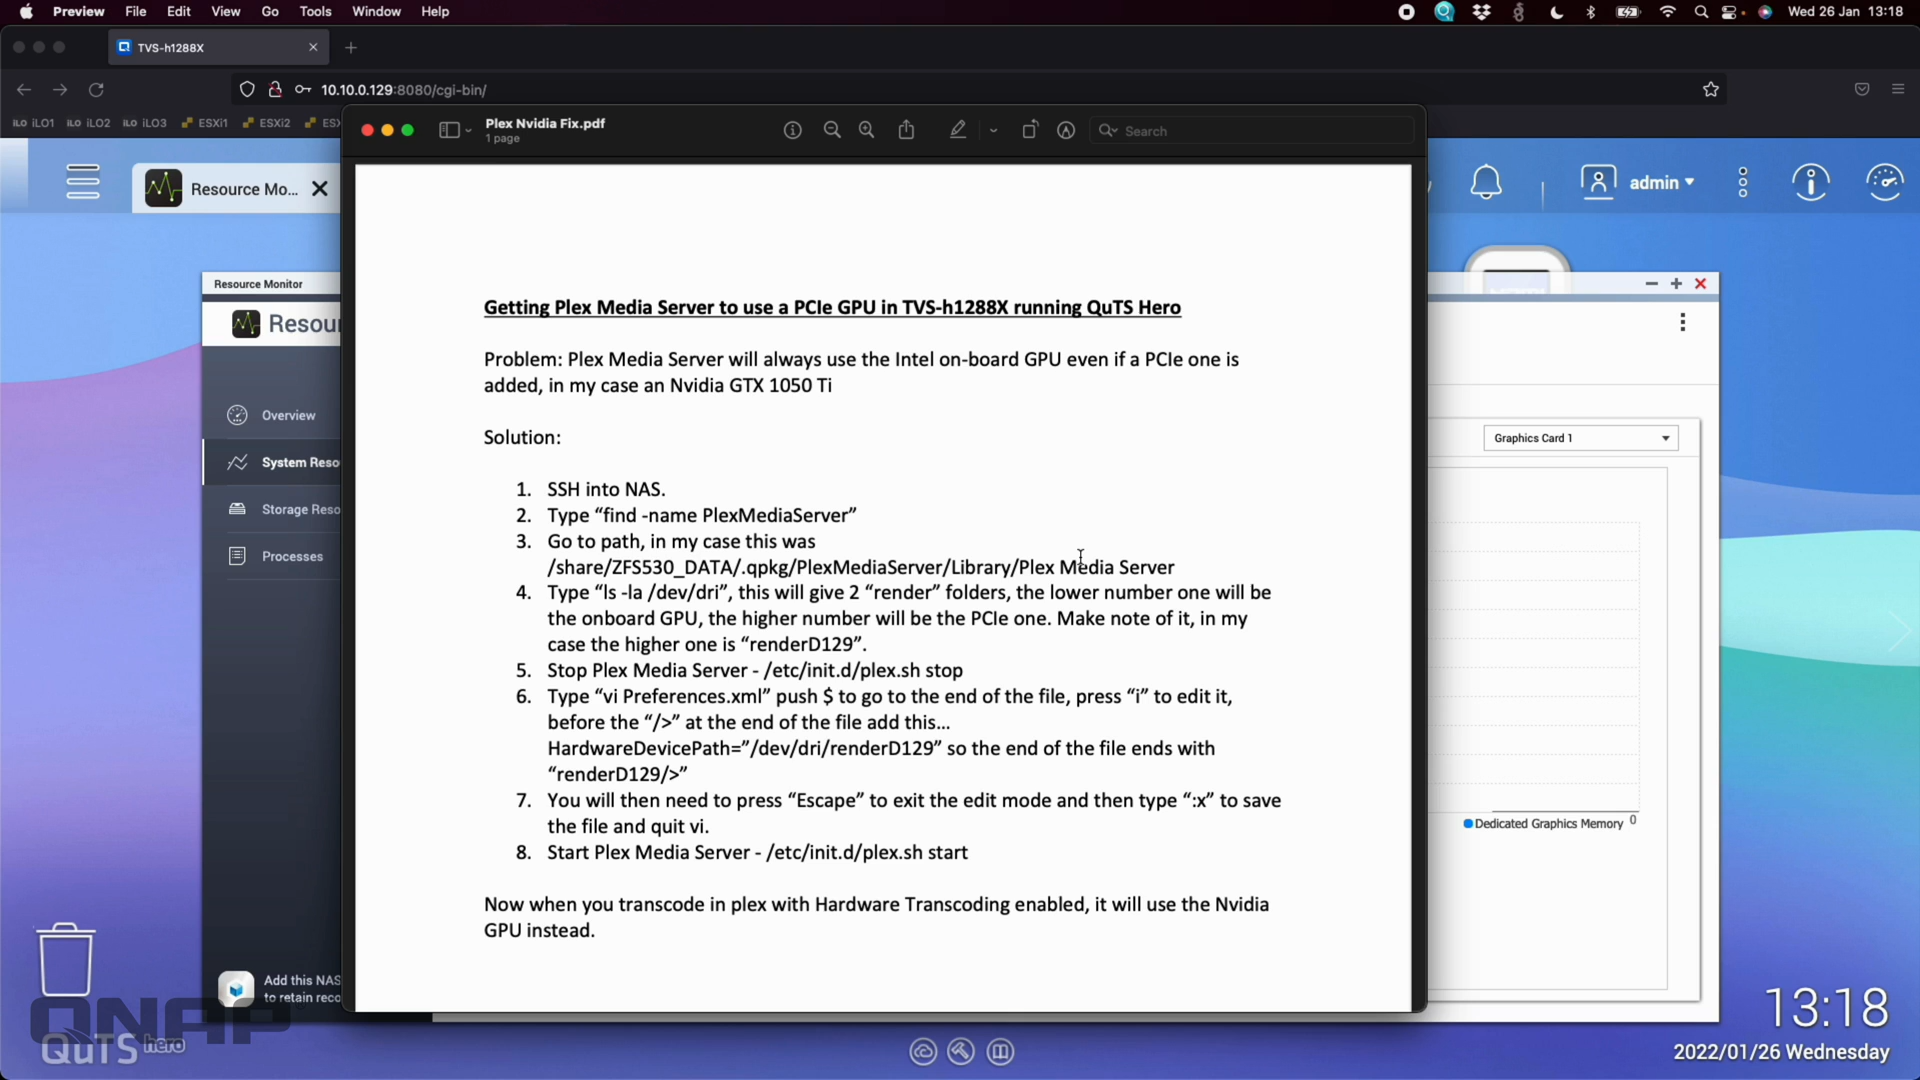 Preview File Edit View Go Tools Window Help
Wed 26 Jan 13:18
TVS-h1288X
10.10.0.129:8080/cgi-bin/
iLO iLO1 iLO iLO2 iLO iLO3 ESXi1 ESXi2
Plex Nvidia Fix.pdf
1 page
Search
Resource Mo...
admin
Resource Monitor
Overview
System Reso
Storage Reso
Processes
Graphics Card 1
Dedicated Graphics Memory 0
Getting Plex Media Server to use a PCIe GPU in TVS-h1288X running QuTS Hero
Problem: Plex Media Server will always use the Intel on-board GPU even if a PCIe one is
added, in my case an Nvidia GTX 1050 Ti
Solution:
1. SSH into NAS.
2. Type “find -name PlexMediaServer”
3. Go to path, in my case this was
/share/ZFS530_DATA/.qpkg/PlexMediaServer/Library/Plex Media Server
4. Type “ls -la /dev/dri”, this will give 2 “render” folders, the lower number one will be
the onboard GPU, the higher number will be the PCIe one. Make note of it, in my
case the higher one is “renderD129”.
5. Stop Plex Media Server - /etc/init.d/plex.sh stop
6. Type “vi Preferences.xml” push $ to go to the end of the file, press “i” to edit it,
before the “/>” at the end of the file add this...
HardwareDevicePath=”/dev/dri/renderD129” so the end of the file ends with
“renderD129/>”
7. You will then need to press “Escape” to exit the edit mode and then type “:x” to save
the file and quit vi.
8. Start Plex Media Server - /etc/init.d/plex.sh start
Now when you transcode in plex with Hardware Transcoding enabled, it will use the Nvidia
GPU instead.
Add this NAS
to retain reco
QNAP
QuTS hero
13:18
2022/01/26 Wednesday